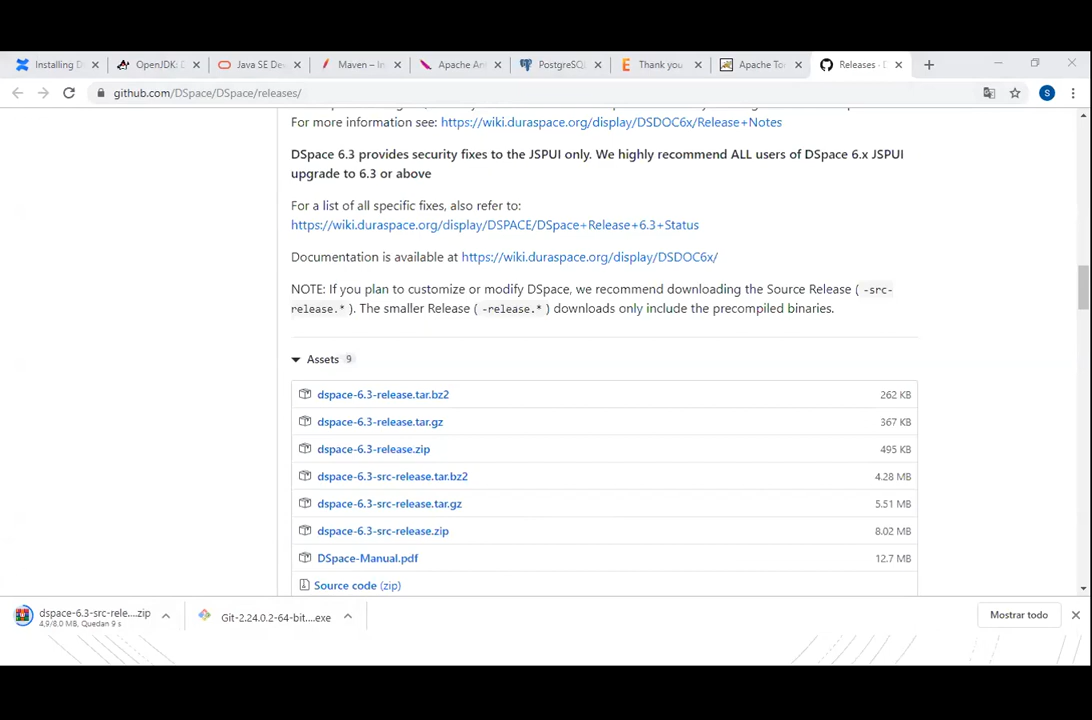 Installing D
OpenJDK: D
Java SE Dev
Maven – In
Apache Ant
PostgreSQL
Thank you
Apache To
Releases · D
github.com/DSpace/DSpace/releases/
S
For more information see: https://wiki.duraspace.org/display/DSDOC6x/Release+Notes
DSpace 6.3 provides security fixes to the JSPUI only. We highly recommend ALL users of DSpace 6.x JSPUI
upgrade to 6.3 or above
For a list of all specific fixes, also refer to:
https://wiki.duraspace.org/display/DSPACE/DSpace+Release+6.3+Status
Documentation is available at https://wiki.duraspace.org/display/DSDOC6x/
NOTE: If you plan to customize or modify DSpace, we recommend downloading the Source Release ( -src-
release.* ). The smaller Release ( -release.* ) downloads only include the precompiled binaries.
Assets 9
dspace-6.3-release.tar.bz2 262 KB
dspace-6.3-release.tar.gz 367 KB
dspace-6.3-release.zip 495 KB
dspace-6.3-src-release.tar.bz2 4.28 MB
dspace-6.3-src-release.tar.gz 5.51 MB
dspace-6.3-src-release.zip 8.02 MB
DSpace-Manual.pdf 12.7 MB
Source code (zip)
dspace-6.3-src-rele....zip
4,9/8.0 MB, Quedan 9 s
Git-2.24.0.2-64-bit....exe
Mostrar todo